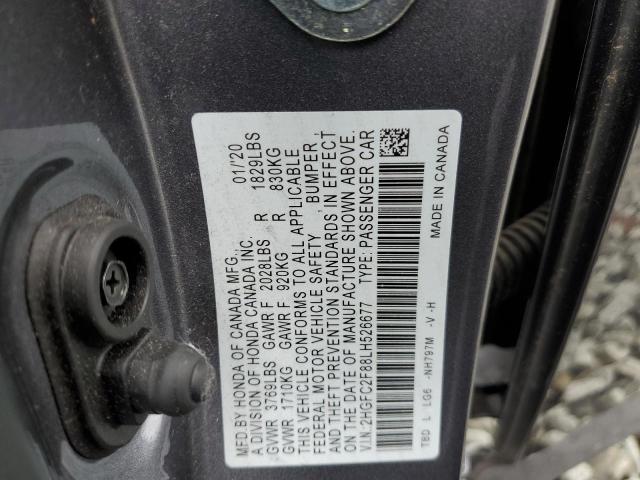 MFD.BY HONDA OF CANADA MFG.,
A DIVISION OF HONDA CANADA INC. 01/'20
GVWR 3769LBS GAWR F 2028LBS R 1829LBS
GVWR 1710KG GAWR F 920KG R 830KG
THIS VEHICLE CONFORMS TO ALL APPLICABLE
FEDERAL MOTOR VEHICLE SAFETY BUMPER,
AND THEFT PREVENTION STANDARDS IN EFFECT
ON THE DATE OF MANUFACTURE SHOWN ABOVE.
V.I.N:2HGFC2F88LH526677 TYPE:PASSENGER CAR
TBD L LG6 -NH797M -V -H
MADE IN CANADA